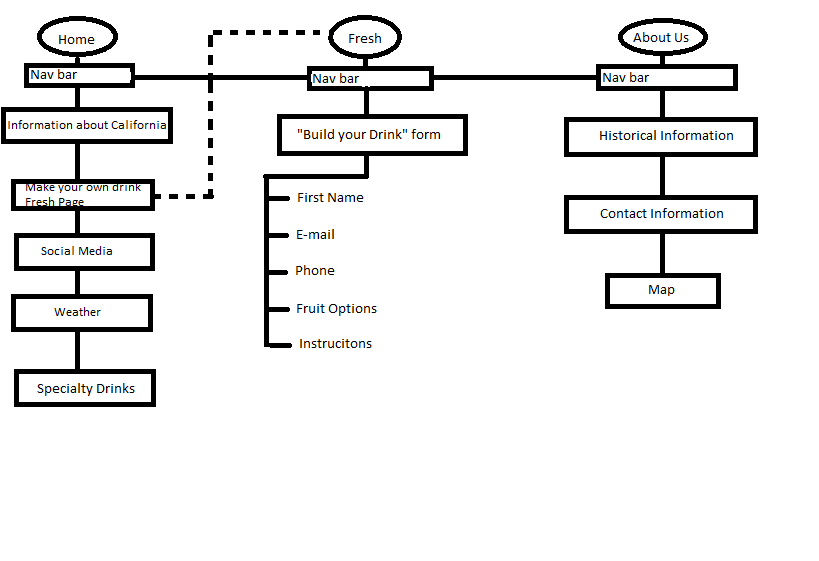 Home
Nav bar
Information about California
Make your own drink
Fresh Page
Social Media
Weather
Specialty Drinks
Fresh
Nav bar
"Build your Drink" form
First Name
E-mail
Phone
Fruit Options
Instrucitons
About Us
Nav bar
Historical Information
Contact Information
Map